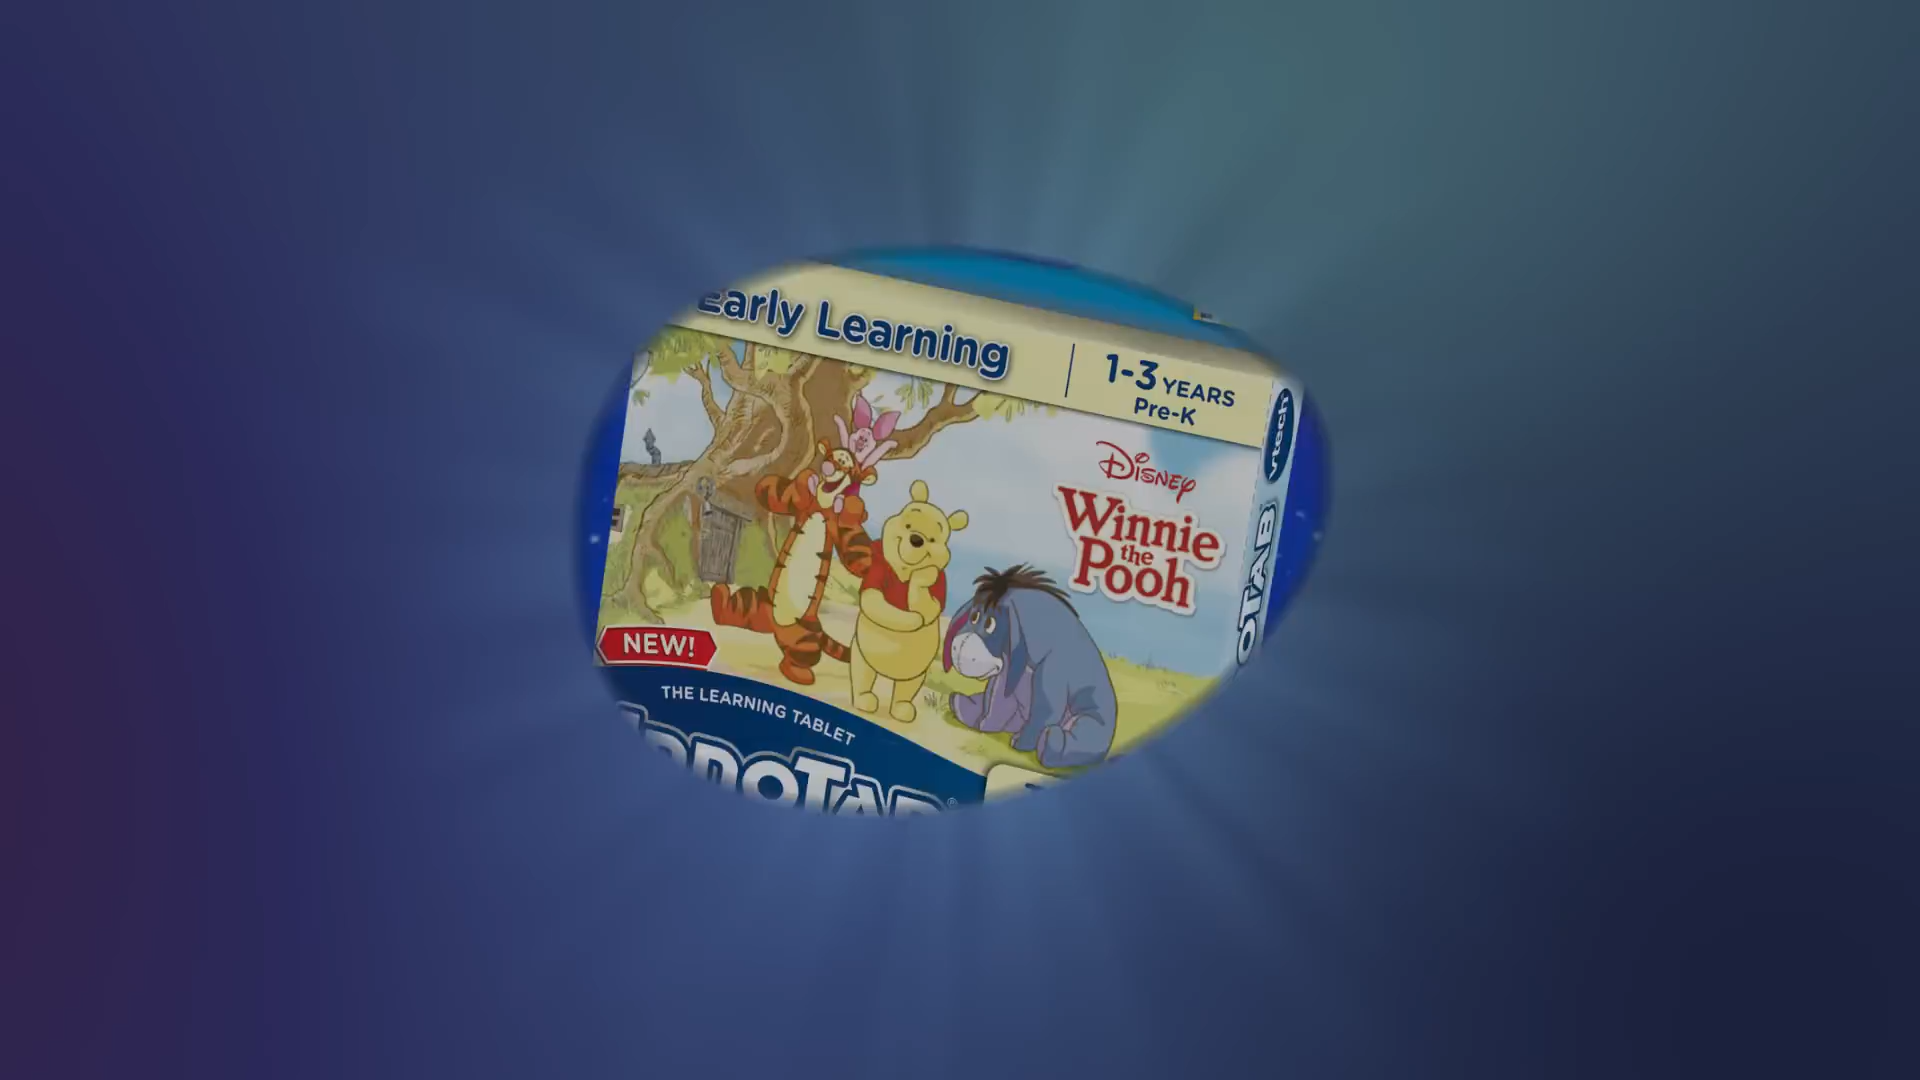 Early Learning
1-3 YEARS
Pre-K
vtech
DISNEY
Winnie
the
Pooh
NEW!
THE LEARNING TABLET